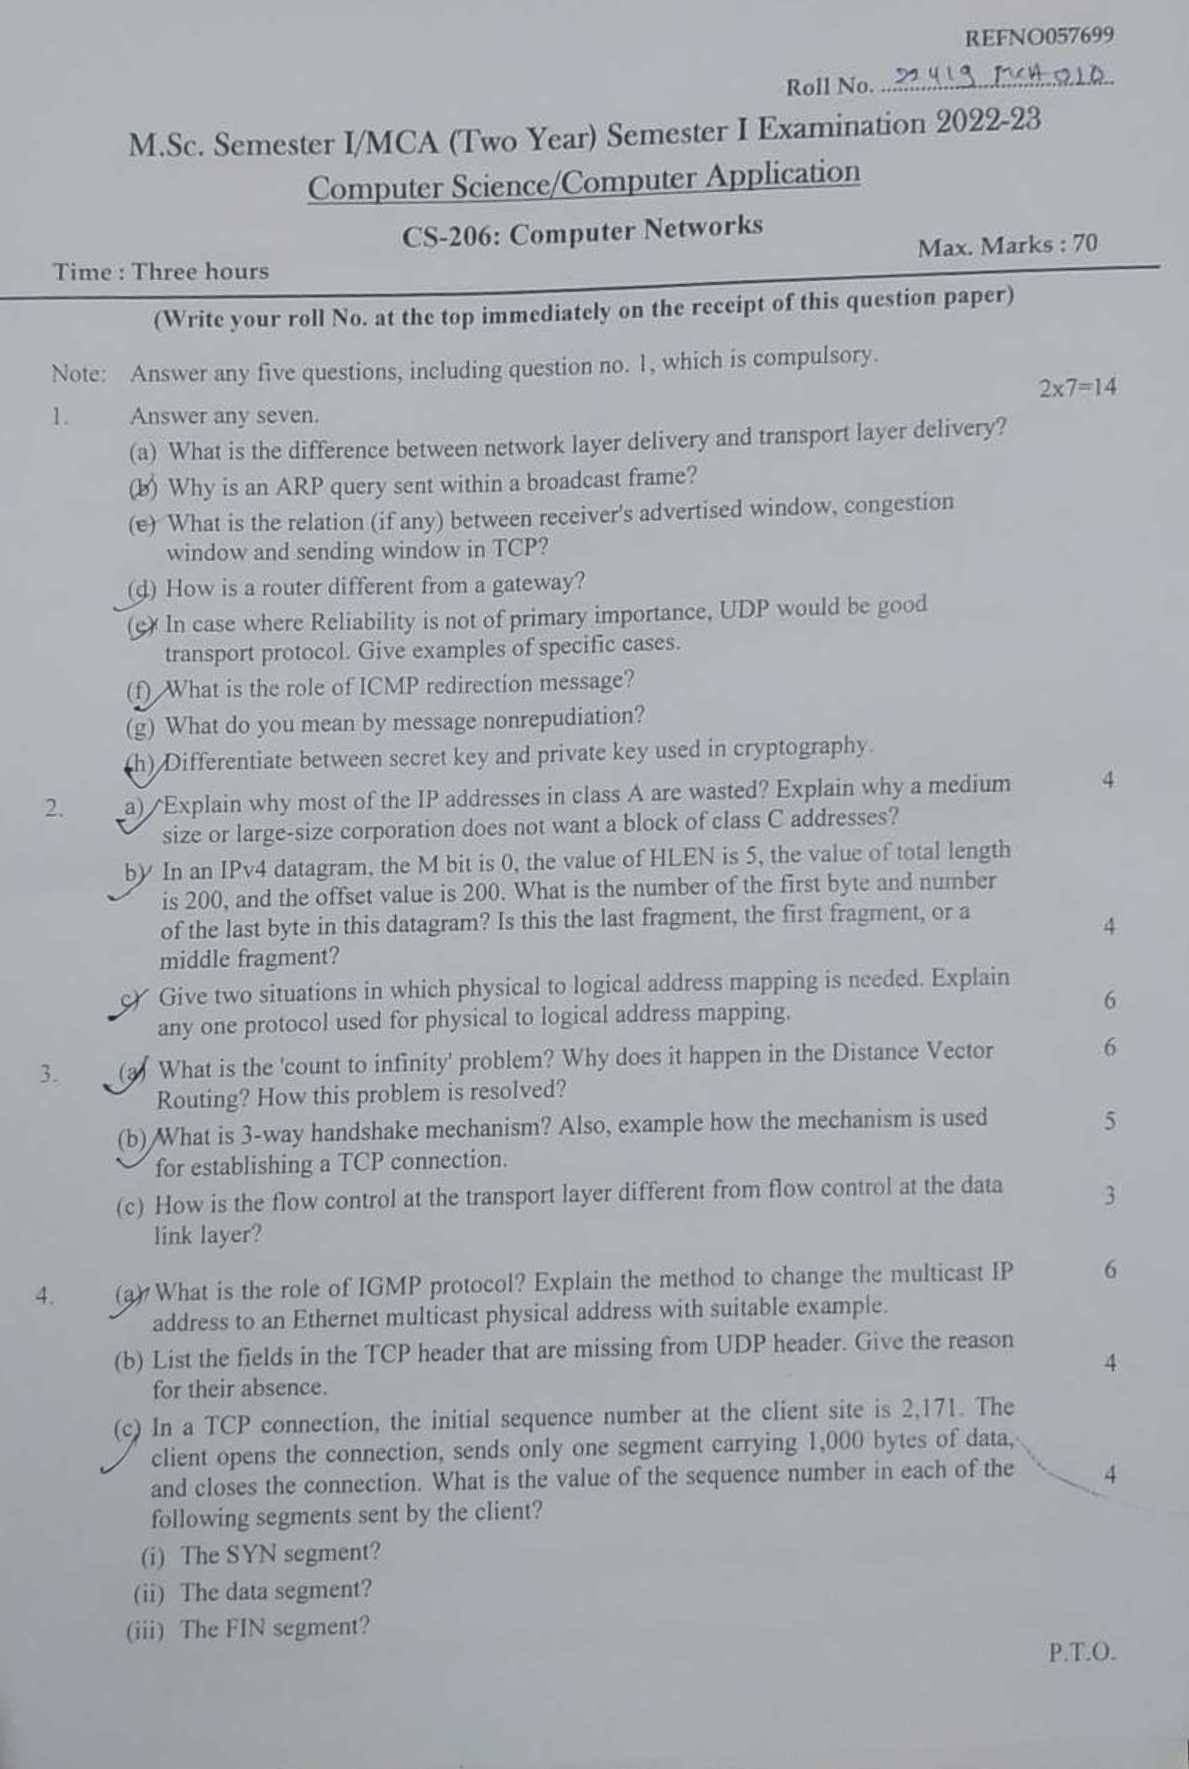 REFNO057699
Roll No. 22419 MCA 010
M.Sc. Semester I/MCA (Two Year) Semester I Examination 2022-23
Computer Science/Computer Application
CS-206: Computer Networks
Time : Three hours Max. Marks : 70
(Write your roll No. at the top immediately on the receipt of this question paper)
Note: Answer any five questions, including question no. 1, which is compulsory.
1. Answer any seven. 2x7=14
(a) What is the difference between network layer delivery and transport layer delivery?
(b) Why is an ARP query sent within a broadcast frame?
(c) What is the relation (if any) between receiver's advertised window, congestion
window and sending window in TCP?
(d) How is a router different from a gateway?
(e) In case where Reliability is not of primary importance, UDP would be good
transport protocol. Give examples of specific cases.
(f) What is the role of ICMP redirection message?
(g) What do you mean by message nonrepudiation?
(h) Differentiate between secret key and private key used in cryptography.
2. a) Explain why most of the IP addresses in class A are wasted? Explain why a medium 4
size or large-size corporation does not want a block of class C addresses?
b) In an IPv4 datagram, the M bit is 0, the value of HLEN is 5, the value of total length
is 200, and the offset value is 200. What is the number of the first byte and number
of the last byte in this datagram? Is this the last fragment, the first fragment, or a 4
middle fragment?
c) Give two situations in which physical to logical address mapping is needed. Explain 6
any one protocol used for physical to logical address mapping.
3. (a) What is the 'count to infinity' problem? Why does it happen in the Distance Vector 6
Routing? How this problem is resolved?
(b) What is 3-way handshake mechanism? Also, example how the mechanism is used 5
for establishing a TCP connection.
(c) How is the flow control at the transport layer different from flow control at the data 3
link layer?
4. (a) What is the role of IGMP protocol? Explain the method to change the multicast IP 6
address to an Ethernet multicast physical address with suitable example.
(b) List the fields in the TCP header that are missing from UDP header. Give the reason 4
for their absence.
(c) In a TCP connection, the initial sequence number at the client site is 2,171. The
client opens the connection, sends only one segment carrying 1,000 bytes of data,
and closes the connection. What is the value of the sequence number in each of the 4
following segments sent by the client?
(i) The SYN segment?
(ii) The data segment?
(iii) The FIN segment?
P.T.O.